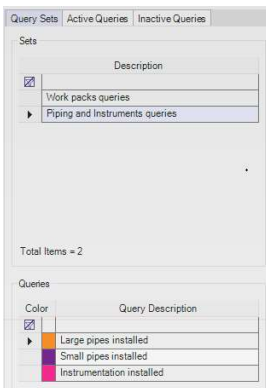 Query Sets Active Queries Inactive Queries
Sets
Description
Work packs queries
Piping and Instruments queries
Total Items = 2
Queries
Color Query Description
Large pipes installed
Small pipes installed
Instrumentation installed